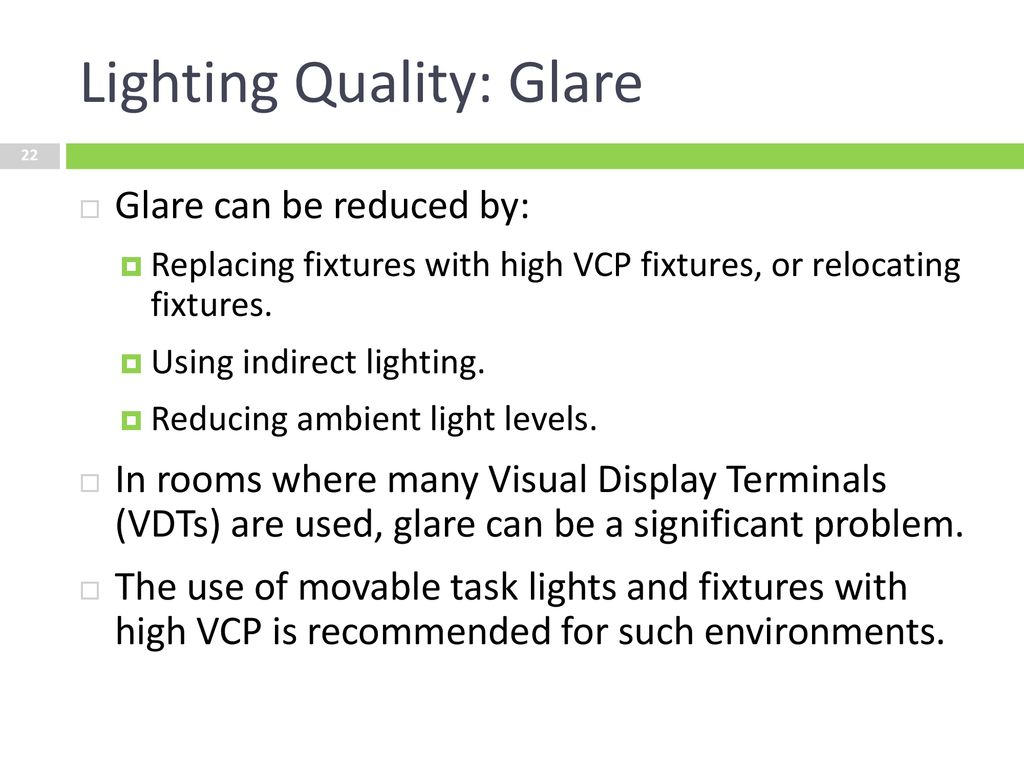 Lighting Quality: Glare
22
Glare can be reduced by:
Replacing fixtures with high VCP fixtures, or relocating
fixtures.
Using indirect lighting.
Reducing ambient light levels.
In rooms where many Visual Display Terminals
(VDTs) are used, glare can be a significant problem.
The use of movable task lights and fixtures with
high VCP is recommended for such environments.